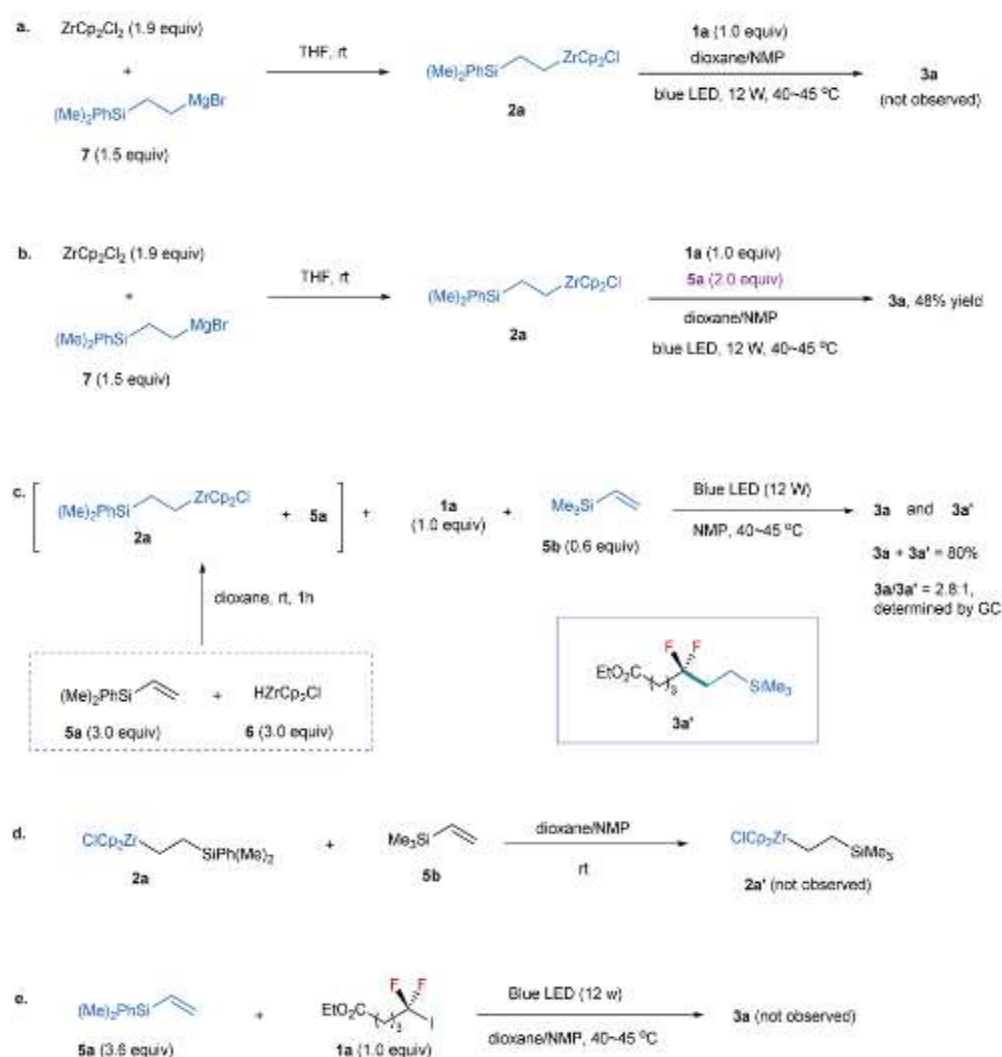 a. ZrCp2Cl2 (1.9 equiv)
+
(Me)2PhSi MgBr
7 (1.5 equiv)
THF, rt
(Me)2PhSi ZrCp2Cl
2a
1a (1.0 equiv)
dioxane/NMP
blue LED, 12 W, 40~45 °C
3a
(not observed)
b. ZrCp2Cl2 (1.9 equiv)
+
(Me)2PhSi MgBr
7 (1.5 equiv)
THF, rt
(Me)2PhSi ZrCp2Cl
2a
1a (1.0 equiv)
5a (2.0 equiv)
dioxane/NMP
blue LED, 12 W, 40~45 °C
3a, 48% yield
c. (Me)2PhSi ZrCp2Cl
2a
+ 5a
+ 1a
(1.0 equiv)
+ Me3Si
5b (0.6 equiv)
Blue LED (12 W)
NMP, 40~45 °C
3a and 3a'
3a + 3a' = 80%
3a/3a' = 2.8:1,
determined by GC
dioxane, rt, 1h
(Me)2PhSi + HZrCp2Cl
5a (3.0 equiv) 6 (3.0 equiv)
F F
EtO2C 3 SiMe3
3a'
d. ClCp2Zr SiPh(Me)2
2a
+ Me3Si
5b
dioxane/NMP
rt
ClCp2Zr SiMe3
2a' (not observed)
e. (Me)2PhSi
5a (3.6 equiv)
+ F F
EtO2C 3 I
1a (1.0 equiv)
Blue LED (12 w)
dioxane/NMP, 40~45 °C
3a (not observed)